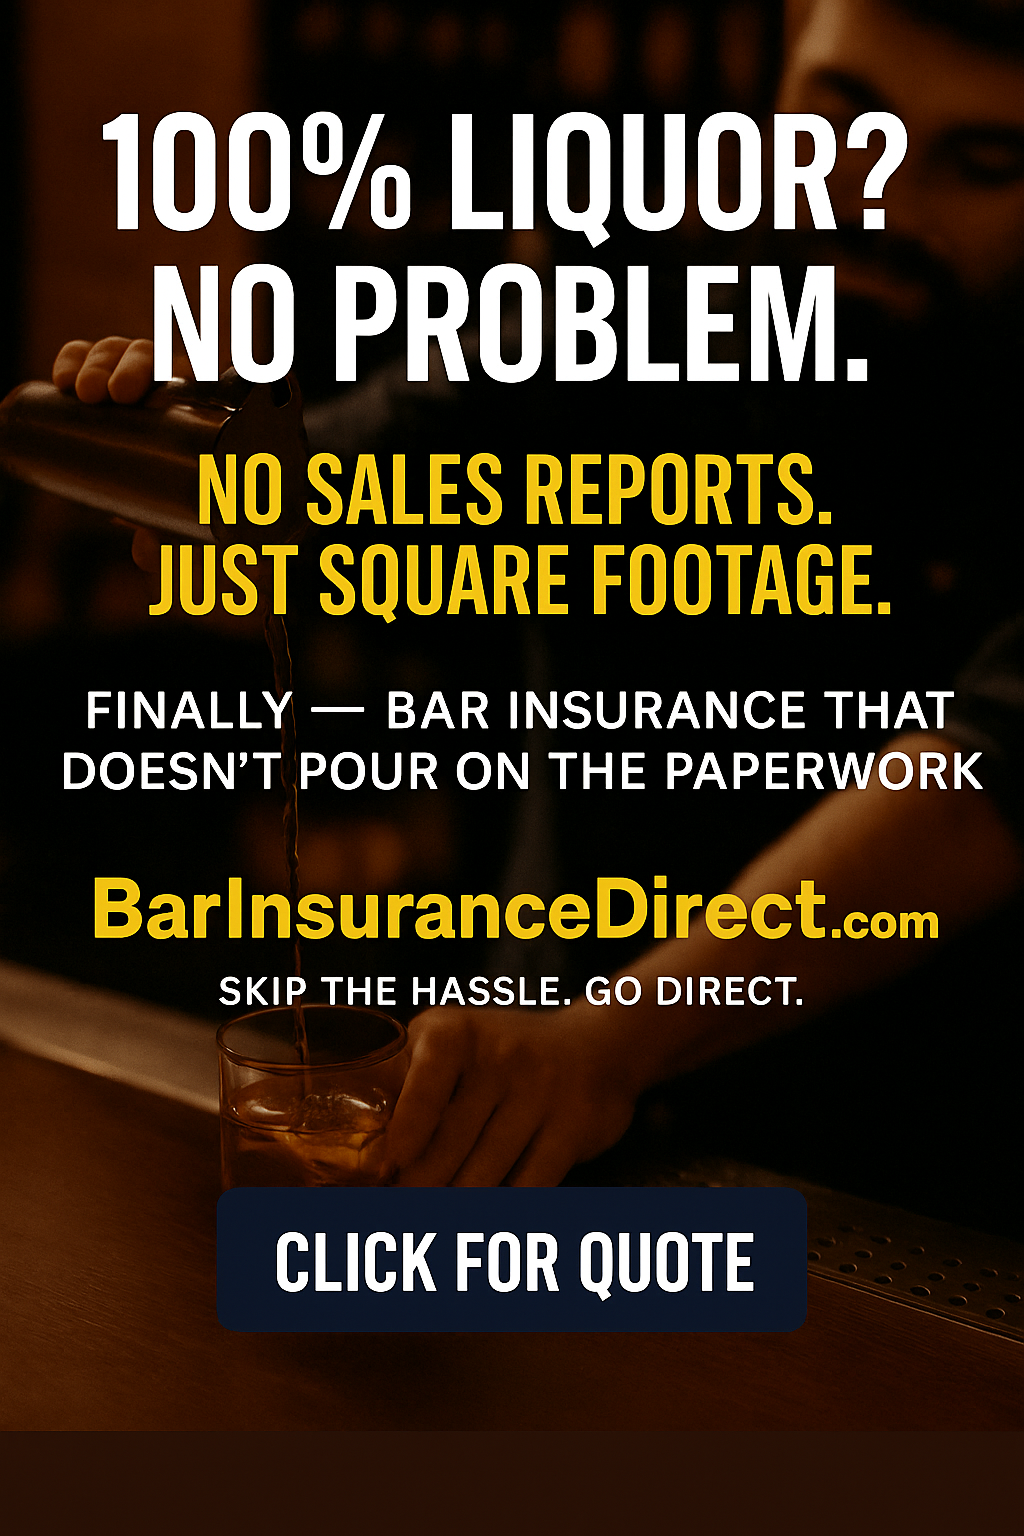 100% LIQUOR?
NO PROBLEM.
NO SALES REPORTS.
JUST SQUARE FOOTAGE.
FINALLY — BAR INSURANCE THAT
DOESN’T POUR ON THE PAPERWORK
BarInsuranceDirect.com
SKIP THE HASSLE. GO DIRECT.
CLICK FOR QUOTE